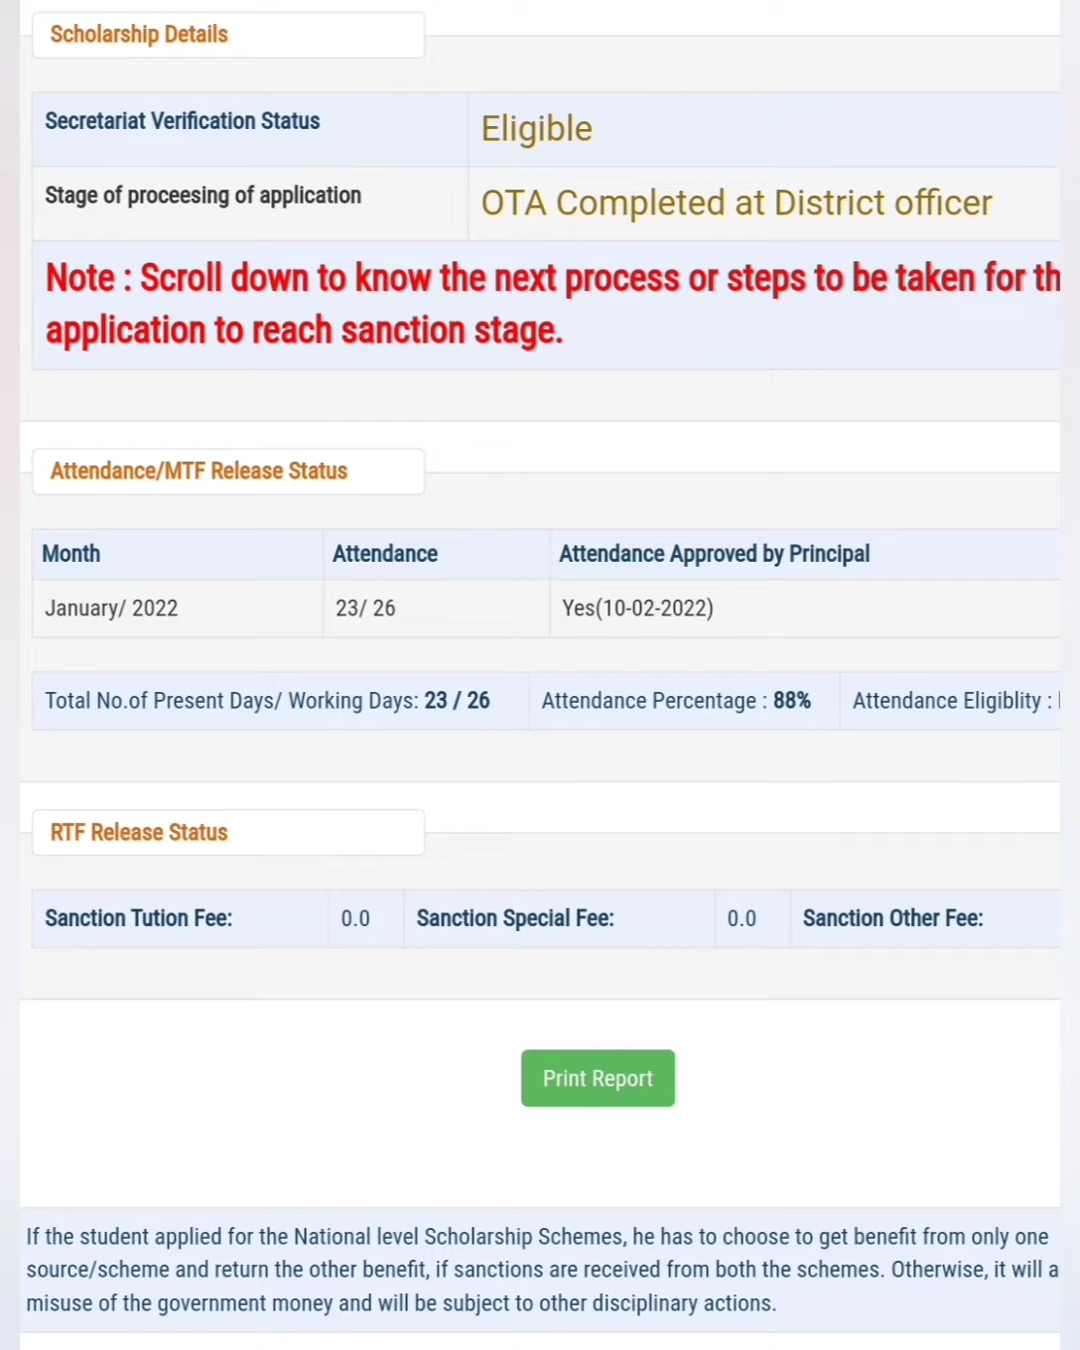 Scholarship Details
Secretariat Verification Status Eligible
Stage of proceesing of application OTA Completed at District officer
Note : Scroll down to know the next process or steps to be taken for
application to reach sanction stage.
Attendance/MTF Release Status
Month Attendance Attendance Approved by Principal
January/ 2022 23/ 26 Yes(10-02-2022)
Total No.of Present Days/ Working Days: 23 / 26 Attendance Percentage : 88% Attendance Eligiblity :
RTF Release Status
Sanction Tution Fee: 0.0 Sanction Special Fee: 0.0 Sanction Other Fee:
Print Report
If the student applied for the National level Scholarship Schemes, he has to choose to get benefit from only one
source/scheme and return the other benefit, if sanctions are received from both the schemes. Otherwise, it will a
misuse of the government money and will be subject to other disciplinary actions.